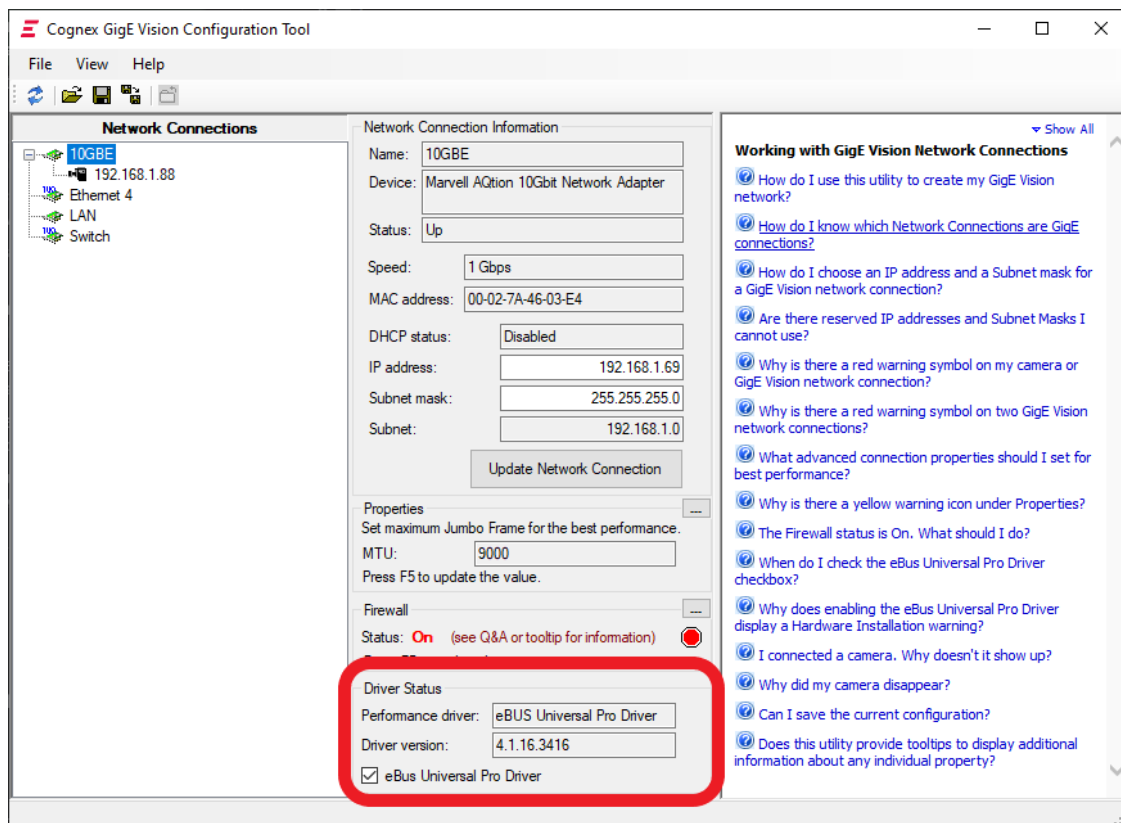 Cognex GigE Vision Configuration Tool
File View Help
Network Connections
10GBE
192.168.1.88
Ethernet 4
LAN
Switch
Network Connection Information
Name: 10GBE
Device: Marvell AQtion 10Gbit Network Adapter
Status: Up
Speed: 1 Gbps
MAC address: 00-02-7A-46-03-E4
DHCP status: Disabled
IP address: 192.168.1.69
Subnet mask: 255.255.255.0
Subnet: 192.168.1.0
Update Network Connection
Properties ...
Set maximum Jumbo Frame for the best performance.
MTU: 9000
Press F5 to update the value.
Firewall ...
Status: On (see Q&A or tooltip for information)
Driver Status
Performance driver: eBUS Universal Pro Driver
Driver version: 4.1.16.3416
eBus Universal Pro Driver
Show All
Working with GigE Vision Network Connections
How do I use this utility to create my GigE Vision
network?
How do I know which Network Connections are GigE
connections?
How do I choose an IP address and a Subnet mask for
a GigE Vision network connection?
Are there reserved IP addresses and Subnet Masks I
cannot use?
Why is there a red warning symbol on my camera or
GigE Vision network connection?
Why is there a red warning symbol on two GigE Vision
network connections?
What advanced connection properties should I set for
best performance?
Why is there a yellow warning icon under Properties?
The Firewall status is On. What should I do?
When do I check the eBus Universal Pro Driver
checkbox?
Why does enabling the eBus Universal Pro Driver
display a Hardware Installation warning?
I connected a camera. Why doesn't it show up?
Why did my camera disappear?
Can I save the current configuration?
Does this utility provide tooltips to display additional
information about any individual property?